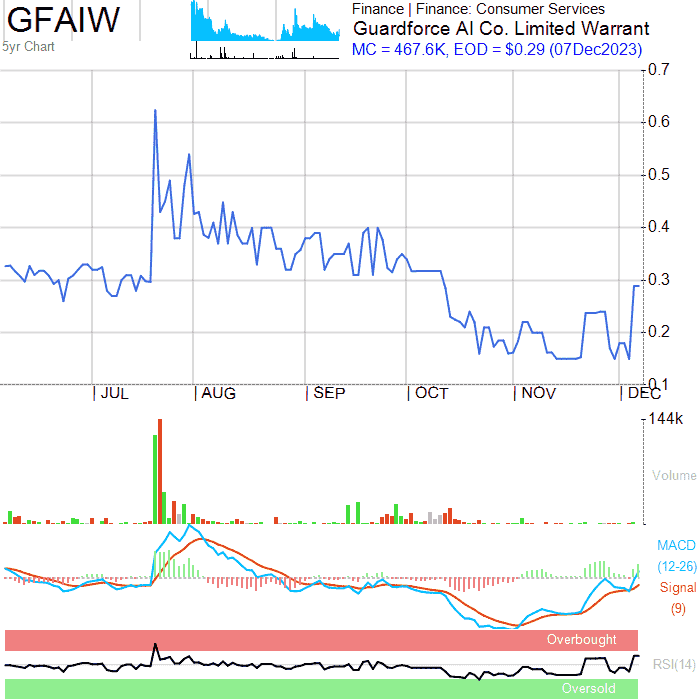 GFAIW
5yr Chart
Finance | Finance: Consumer Services
Guardforce AI Co. Limited Warrant
MC = 467.6K, EOD = $0.29 (07Dec2023)
0.7
0.6
0.5
0.4
0.3
0.2
0.1
JUL AUG SEP OCT NOV DEC
144k
Volume
MACD
(12-26)
Signal
(9)
Overbought
RSI(14)
Oversold